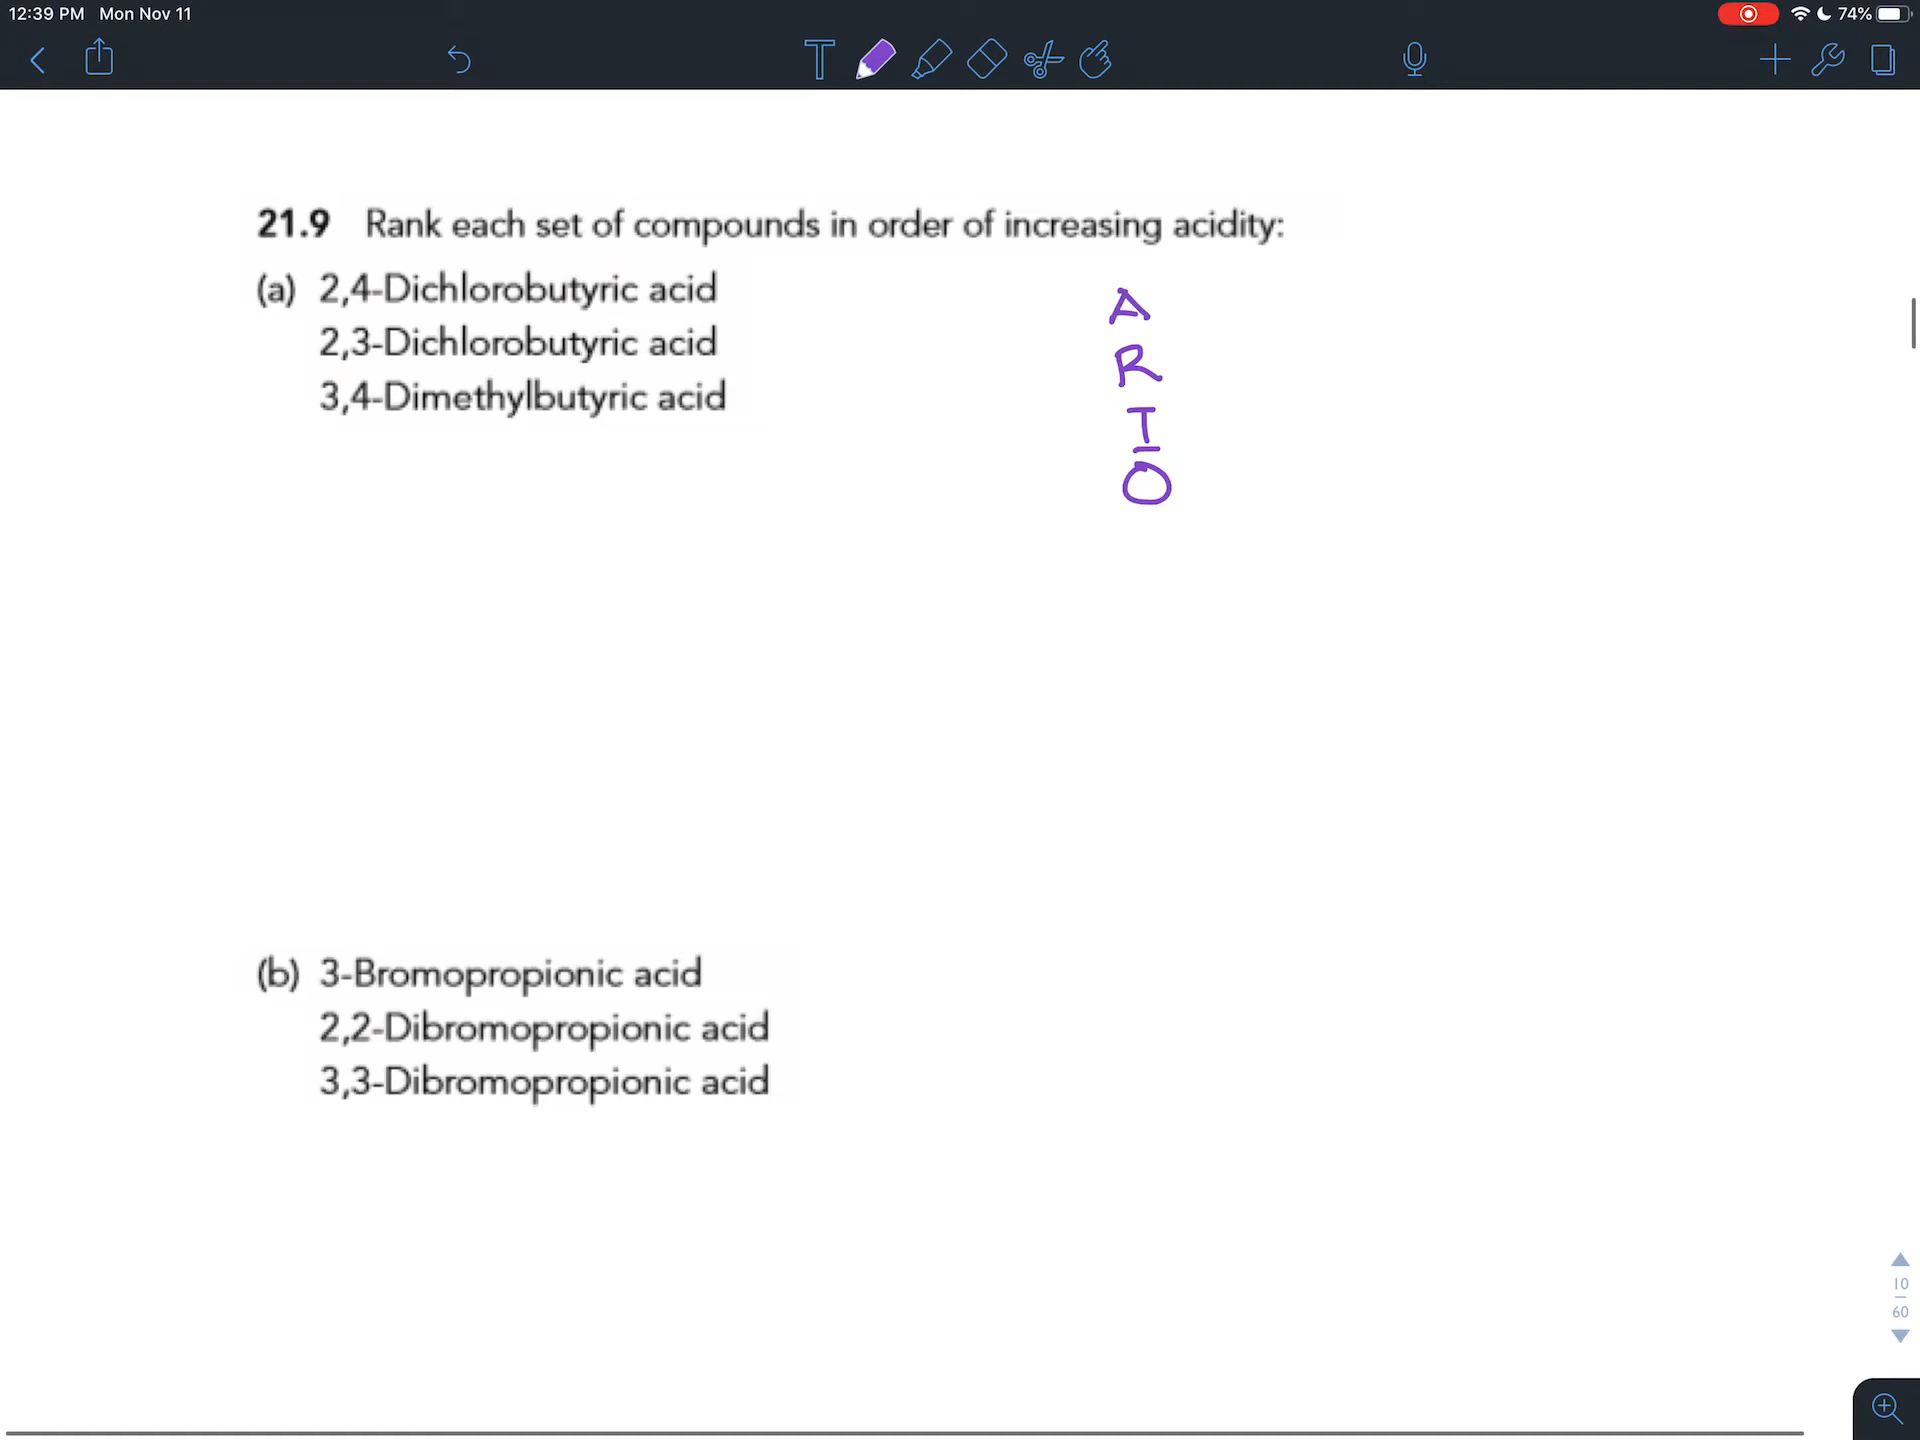 12:39 PM Mon Nov 11
74%
T
21.9 Rank each set of compounds in order of increasing acidity:
(a) 2,4-Dichlorobutyric acid
2,3-Dichlorobutyric acid
3,4-Dimethylbutyric acid
A
R
I
O
(b) 3-Bromopropionic acid
2,2-Dibromopropionic acid
3,3-Dibromopropionic acid
10
60